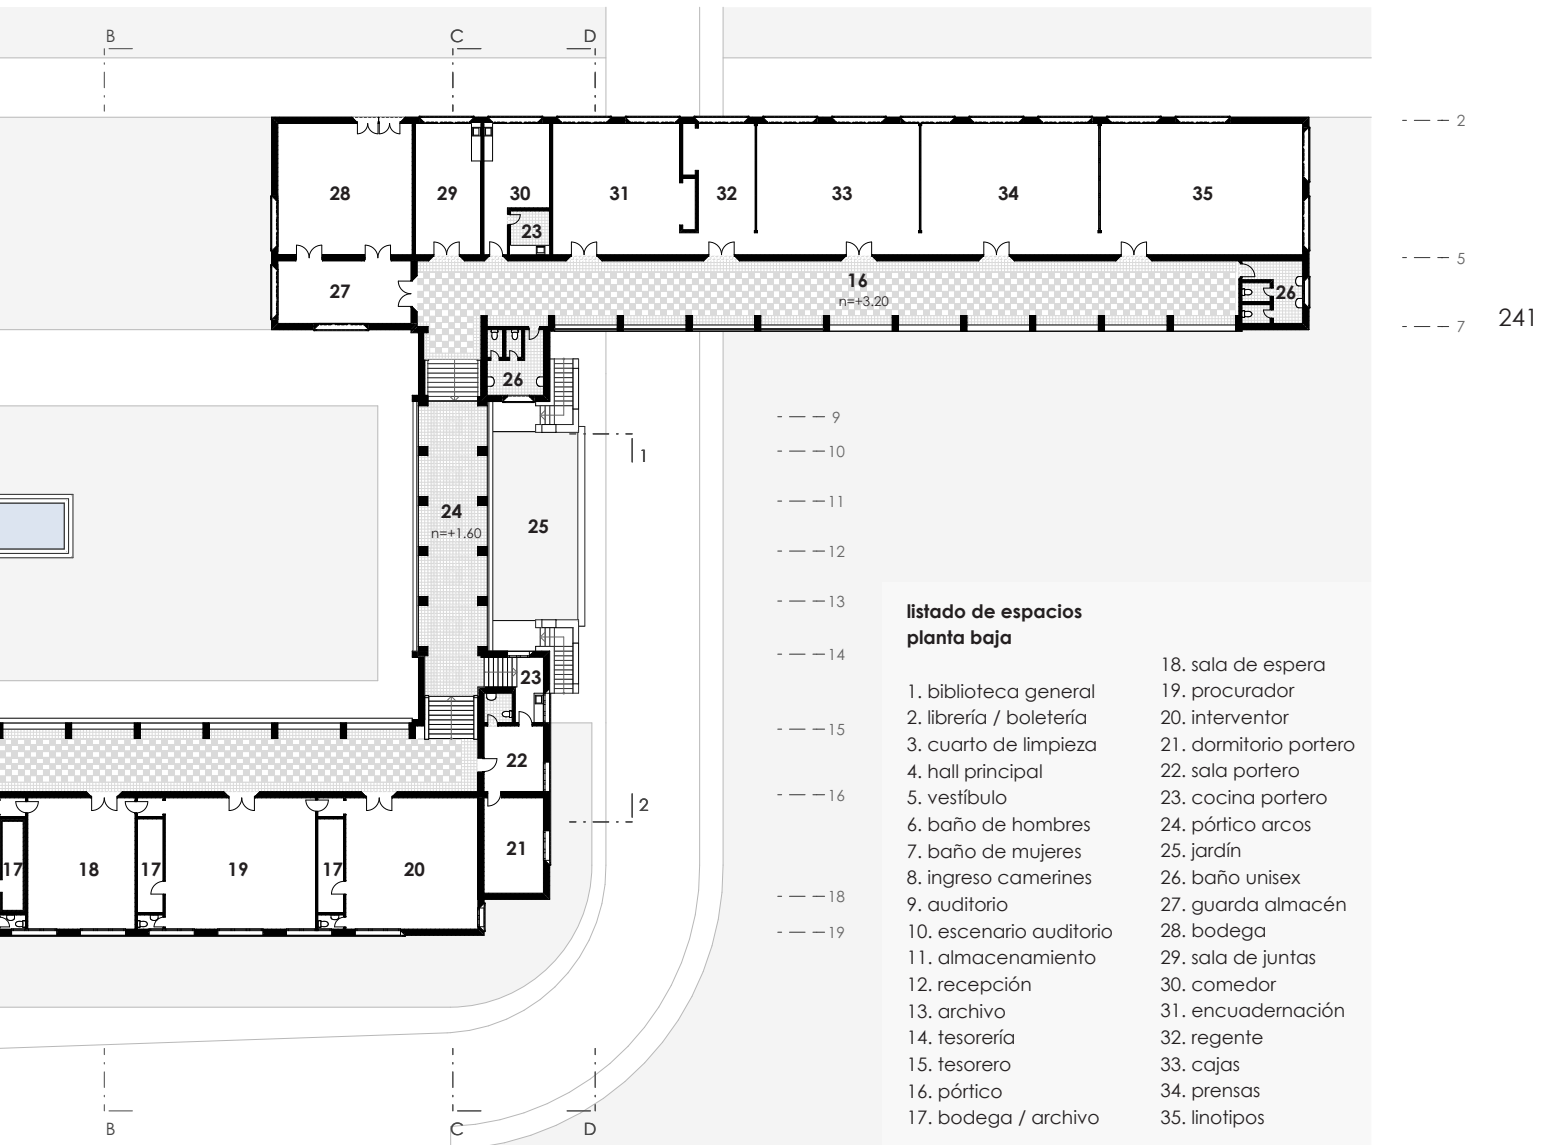 B
C
D
2
28
29
30
31
32
33
34
35
23
5
27
16
n=+3.20
26
7
241
26
9
1
10
11
24
n=+1.60
25
12
13
14
23
15
22
16
2
17
18
17
19
17
20
21
18
19
B
C
D
listado de espacios
planta baja
1. biblioteca general
2. librería / boletería
3. cuarto de limpieza
4. hall principal
5. vestíbulo
6. baño de hombres
7. baño de mujeres
8. ingreso camerines
9. auditorio
10. escenario auditorio
11. almacenamiento
12. recepción
13. archivo
14. tesorería
15. tesorero
16. pórtico
17. bodega / archivo
18. sala de espera
19. procurador
20. interventor
21. dormitorio portero
22. sala portero
23. cocina portero
24. pórtico arcos
25. jardín
26. baño unisex
27. guarda almacén
28. bodega
29. sala de juntas
30. comedor
31. encuadernación
32. regente
33. cajas
34. prensas
35. linotipos